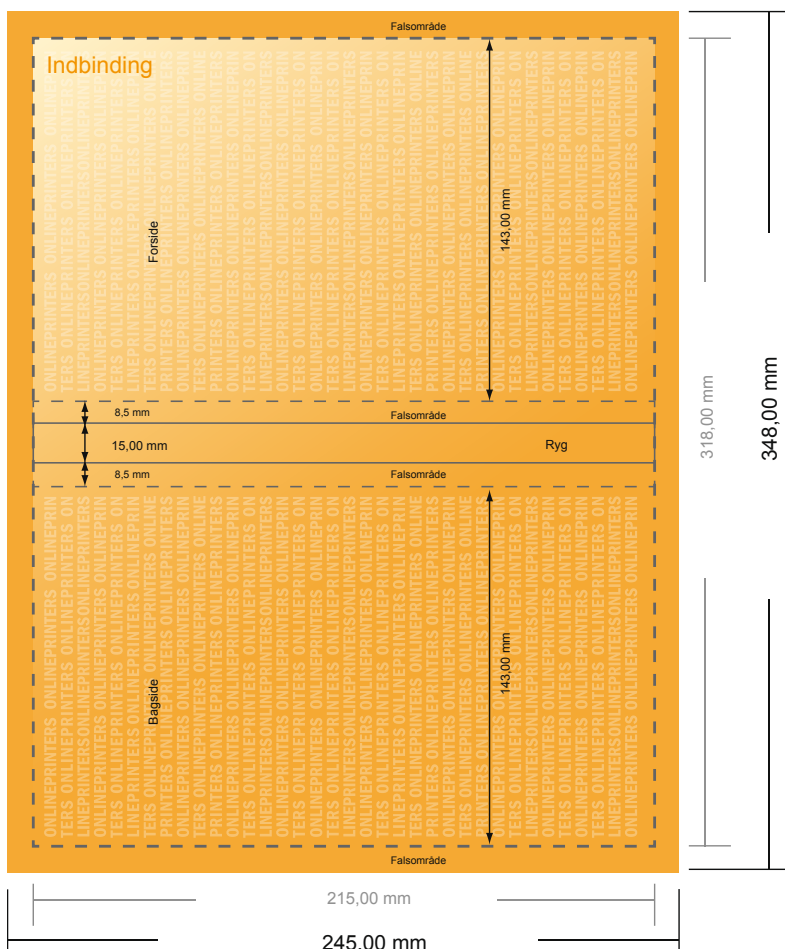 Falsområde
Indbinding
Forside
143,00 mm
8,5 mm
Falsområde
15,00 mm
Ryg
8,5 mm
Falsområde
Bagside
143,00 mm
Falsområde
318,00 mm
348,00 mm
215,00 mm
245,00 mm